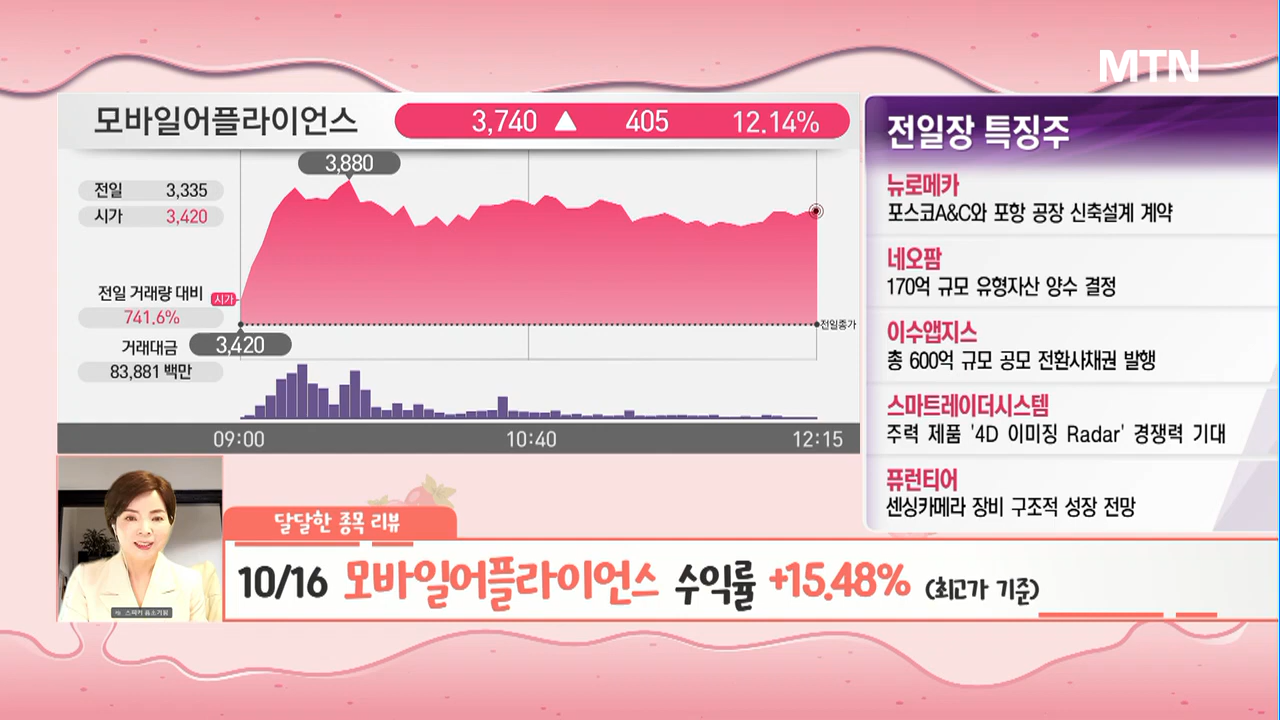 MTN
모바일어플라이언스 3,740 ▲ 405 12.14%
3,880
전일 3,335
시가 3,420
전일 거래량 대비
741.6%
거래대금
83,881 백만
시가
3,420
전일종가
09:00 10:40 12:15
전일장 특징주
뉴로메카
포스코A&C와 포항 공장 신축설계 계약
네오팜
170억 규모 유형자산 양수 결정
이수앱지스
총 600억 규모 공모 전환사채권 발행
스마트레이더시스템
주력 제품 '4D 이미징 Radar' 경쟁력 기대
퓨런티어
센싱카메라 장비 구조적 성장 전망
달달한 종목 리뷰
10/16 모바일어플라이언스 수익률 +15.48% (최고가 기준)